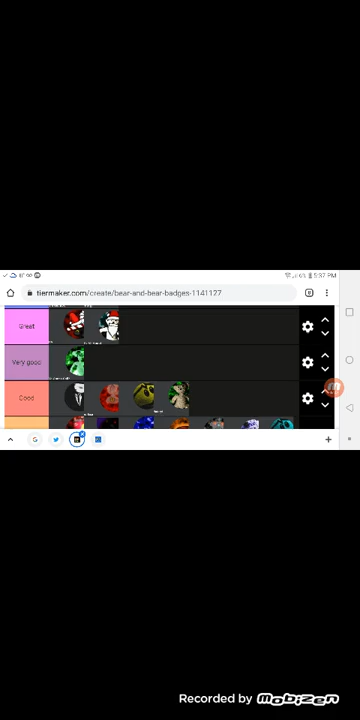 5:37 PM
tiermaker.com/create/bear-and-bear-badges-1141127
Great
Very good
Good
Recorded by mobizen